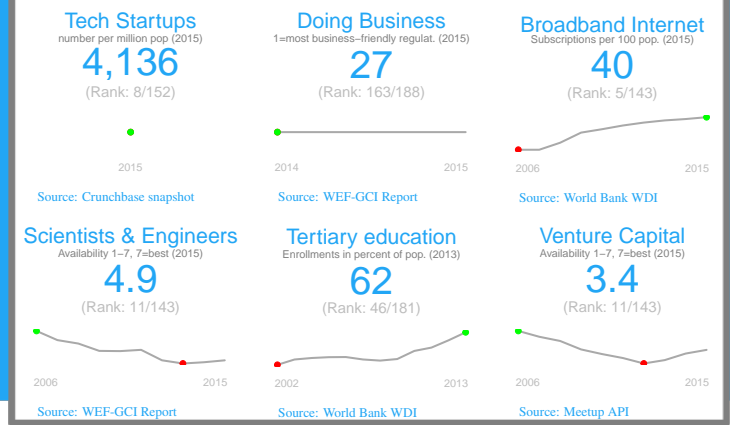 Tech Startups
number per million pop (2015)
4,136
(Rank: 8/152)
2015
Source: Crunchbase snapshot
Doing Business
1=most business−friendly regulat. (2015)
27
(Rank: 163/188)
2014 2015
Source: WEF-GCI Report
Broadband Internet
Subscriptions per 100 pop. (2015)
40
(Rank: 5/143)
2006 2015
Source: World Bank WDI
Scientists & Engineers
Availability 1−7, 7=best (2015)
4.9
(Rank: 11/143)
2006 2015
Source: WEF-GCI Report
Tertiary education
Enrollments in percent of pop. (2013)
62
(Rank: 46/181)
2002 2013
Source: World Bank WDI
Venture Capital
Availability 1−7, 7=best (2015)
3.4
(Rank: 11/143)
2006 2015
Source: Meetup API